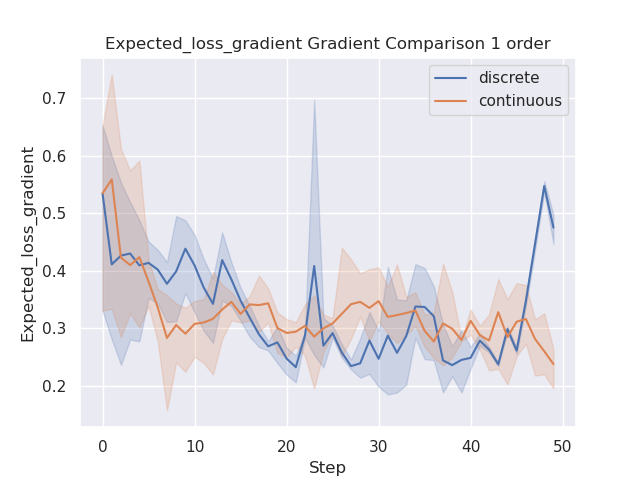 Expected_loss_gradient Gradient Comparison 1 order
discrete
continuous
Expected_loss_gradient
0.7
0.6
0.5
0.4
0.3
0.2
0
10
20
30
40
50
Step